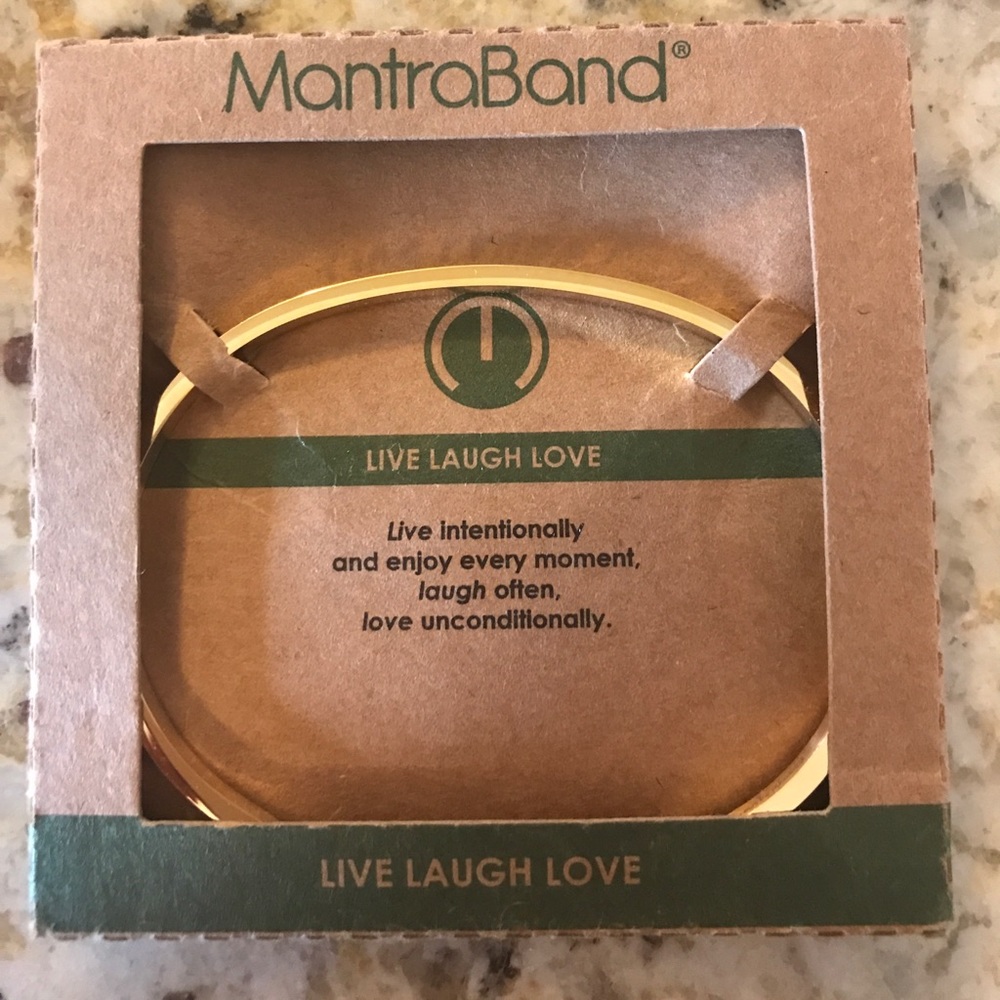 MantraBand®
LIVE LAUGH LOVE
Live intentionally
and enjoy every moment,
laugh often,
love unconditionally.
LIVE LAUGH LOVE